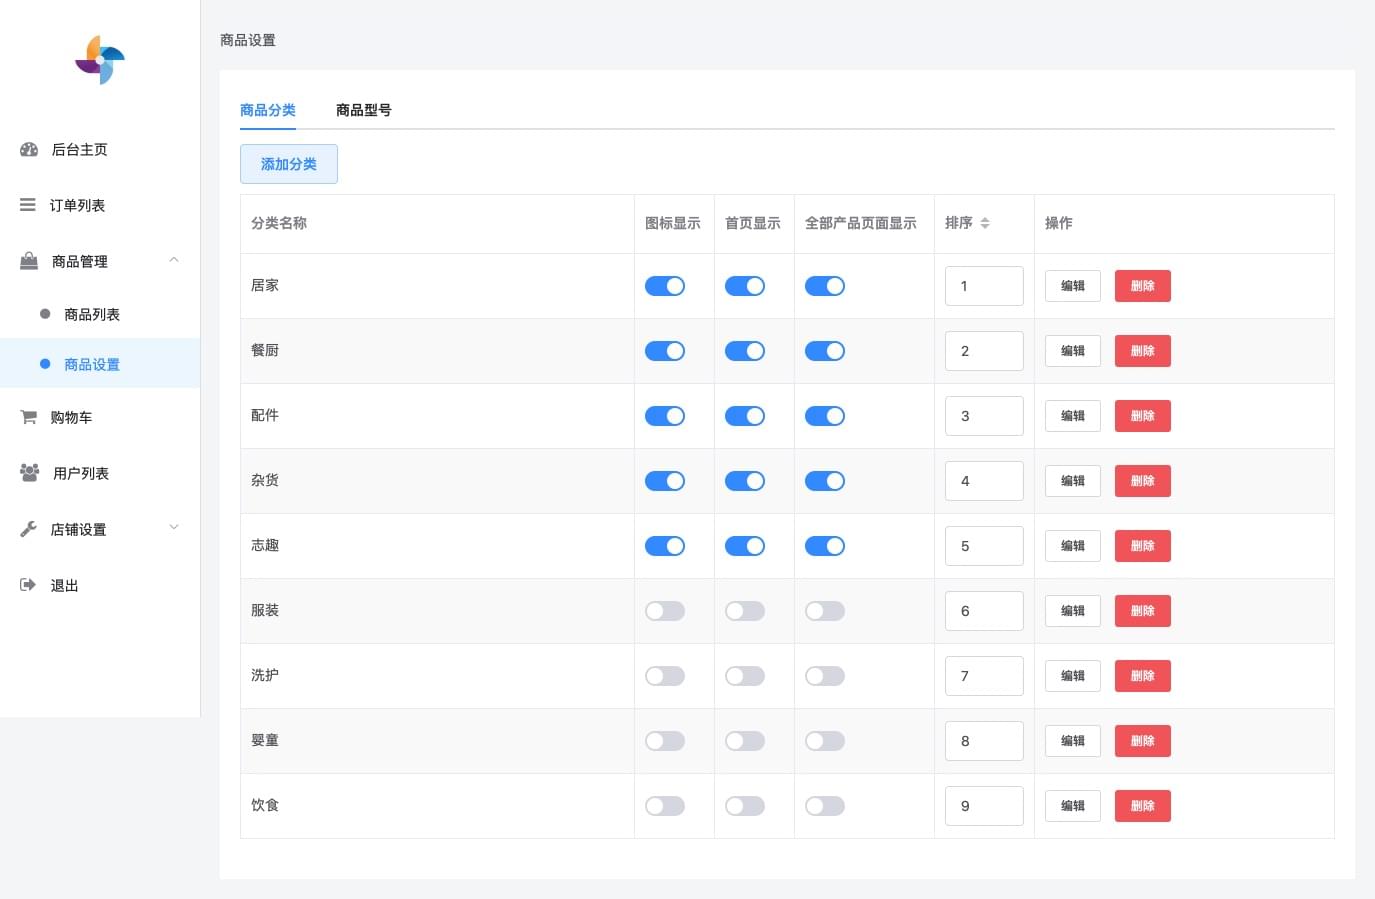 商品设置
后台主页
订单列表
商品管理
商品列表
商品设置
购物车
用户列表
店铺设置
退出
商品分类 商品型号
添加分类
分类名称 图标显示 首页显示 全部产品页面显示 排序 操作
居家 1 编辑 删除
餐厨 2 编辑 删除
配件 3 编辑 删除
杂货 4 编辑 删除
志趣 5 编辑 删除
服装 6 编辑 删除
洗护 7 编辑 删除
婴童 8 编辑 删除
饮食 9 编辑 删除